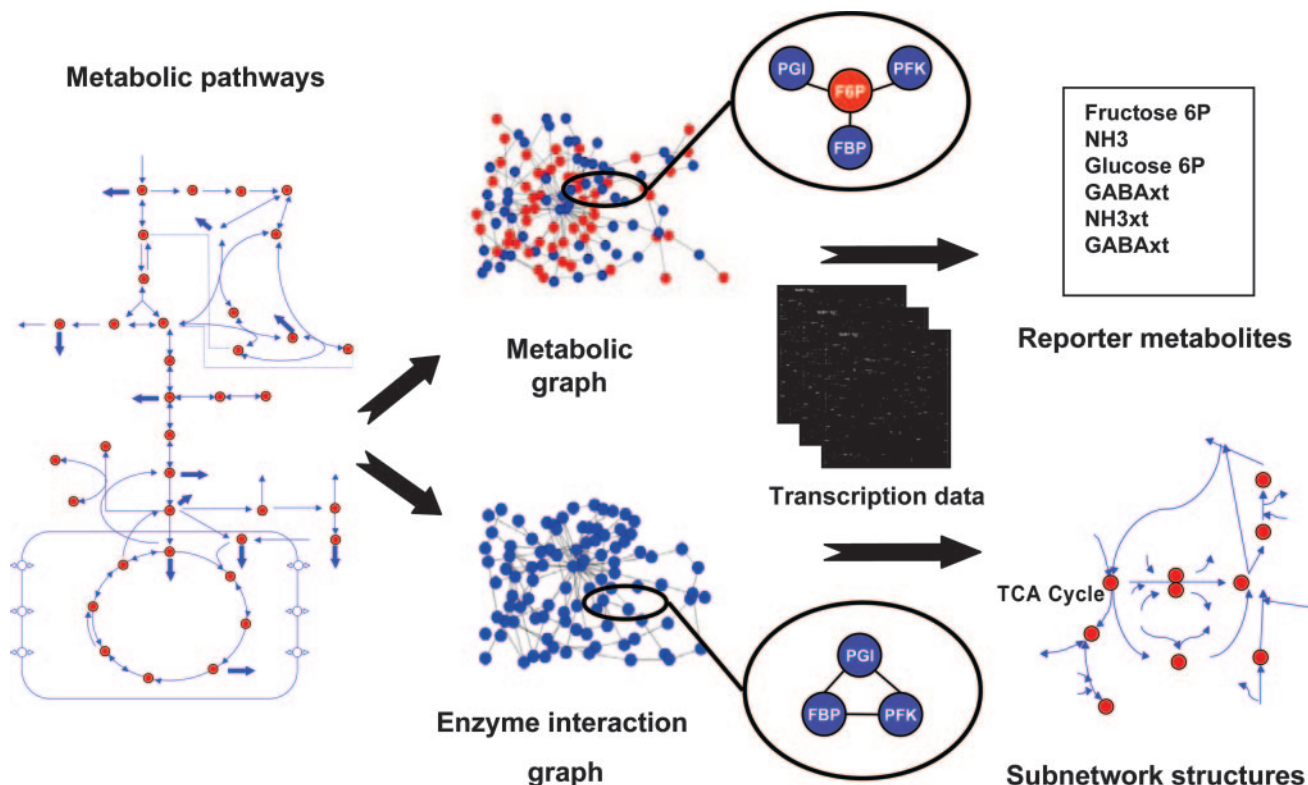 Metabolic pathways
PGI
PFK
F6P
FBP
Metabolic
graph
Fructose 6P
NH3
Glucose 6P
GABAxt
NH3xt
GABAxt
Reporter metabolites
Transcription data
Enzyme interaction
graph
PGI
FBP
PFK
TCA Cycle
Subnetwork structures